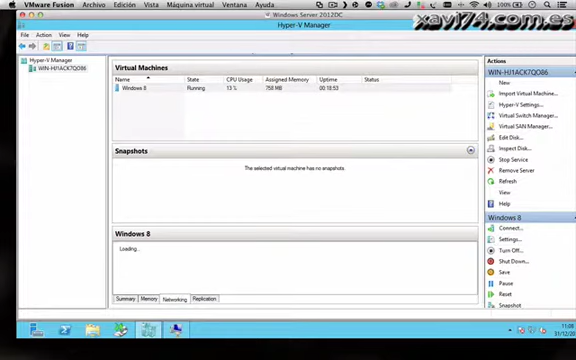 VMware Fusion Archivo Edición Vista Máquina virtual Ventana Ayuda 100%
xavi74.com.es
Windows Server 2012DC
Hyper-V Manager
File Action View Help
Hyper-V Manager
WIN-HJ1ACK7QO86
Virtual Machines
Name State CPU Usage Assigned Memory Uptime Status
Windows 8 Running 13 % 758 MB 00:18:53
Snapshots
The selected virtual machine has no snapshots.
Windows 8
Loading...
Summary Memory Networking Replication
Actions
WIN-HJ1ACK7QO86
New
Import Virtual Machine...
Hyper-V Settings...
Virtual Switch Manager...
Virtual SAN Manager...
Edit Disk...
Inspect Disk...
Stop Service
Remove Server
Refresh
View
Help
Windows 8
Connect...
Settings...
Turn Off...
Shut Down...
Save
Pause
Reset
Snapshot
11:08
31/12/20